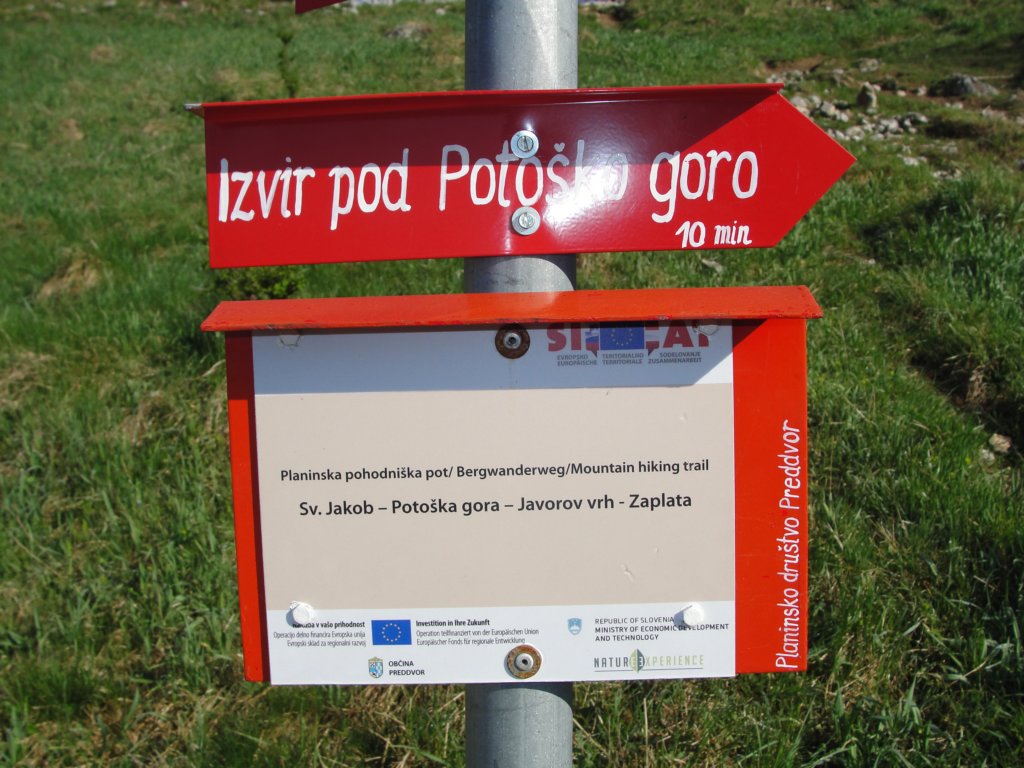 Izvir pod Potoško goro
10 min
EVROPSKO TERITORIALNO SODELOVANJE
EUROPÄISCHE TERRITORIALE ZUSAMMENARBEIT
Planinska pohodniška pot/ Bergwanderweg/Mountain hiking trail
Sv. Jakob – Potoška gora – Javorov vrh - Zaplata
Planinsko društvo Preddvor
v vašo prihodnost
Operacijo delno financira Evropska unija
Evropski sklad za regionalni razvoj
Investition in Ihre Zukunft
Operation teilfinanziert von der Europäischen Union
Europäischer Fonds für regionale Entwicklung
REPUBLIC OF SLOVENIA
MINISTRY OF ECONOMIC DEVELOPMENT
AND TECHNOLOGY
OBČINA
PREDDVOR
NATURE EXPERIENCE